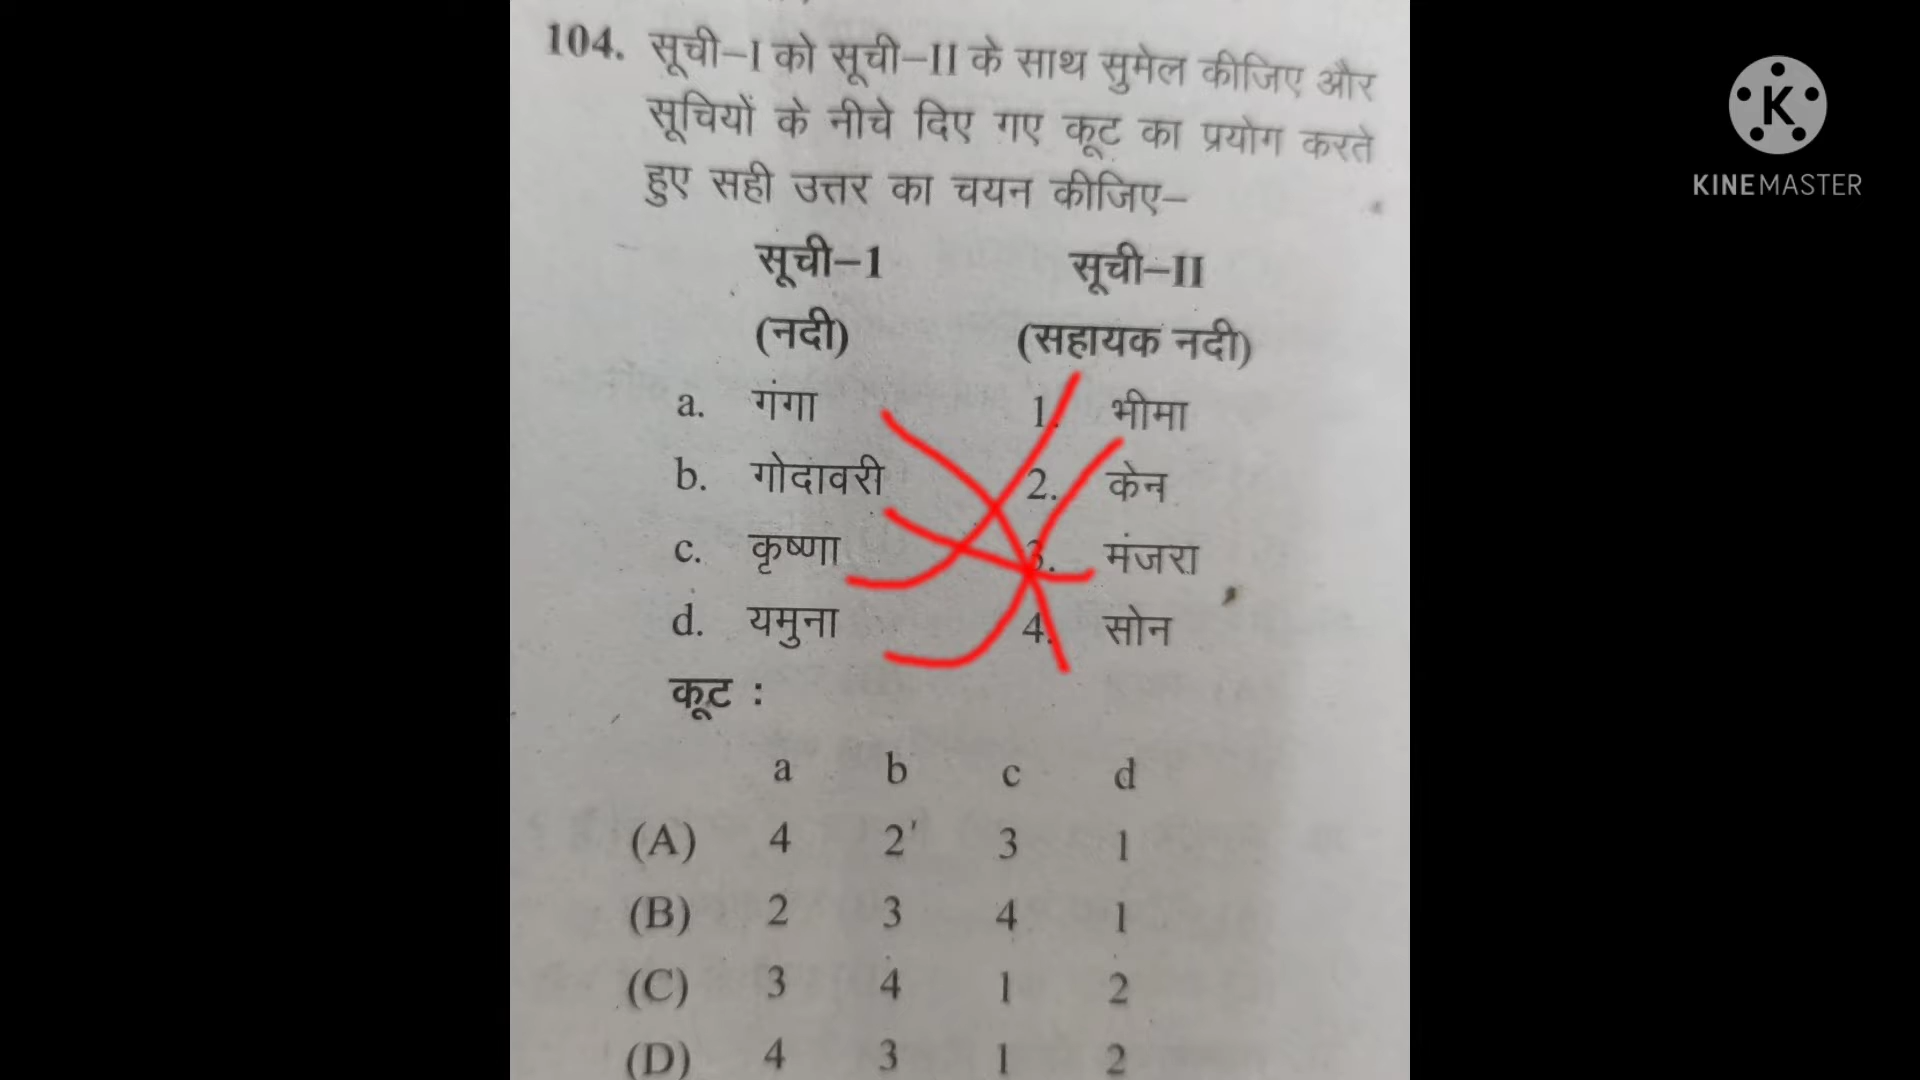 104. सूची–I को सूची–II के साथ सुमेल कीजिए और
सूचियों के नीचे दिए गए कूट का प्रयोग करते
हुए सही उत्तर का चयन कीजिए–
सूची–1 सूची–II
(नदी) (सहायक नदी)
a. गंगा 1. भीमा
b. गोदावरी 2. केन
c. कृष्णा 3. मंजरा
d. यमुना 4. सोन
कूट :
a b c d
(A) 4 2 3 1
(B) 2 3 4 1
(C) 3 4 1 2
(D) 4 3 1 2
K
KINEMASTER